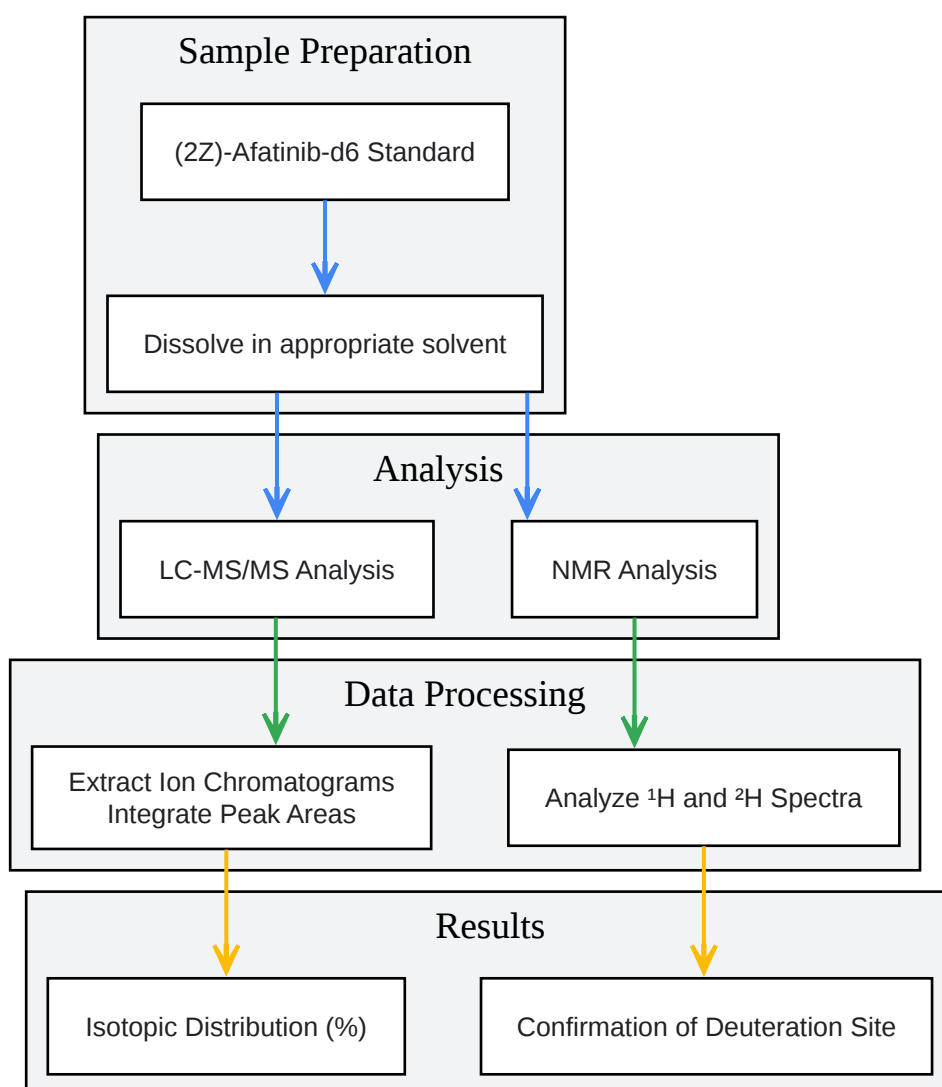 Sample Preparation
(2Z)-Afatinib-d6 Standard
Dissolve in appropriate solvent
Analysis
LC-MS/MS Analysis
NMR Analysis
Data Processing
Extract Ion Chromatograms
Integrate Peak Areas
Analyze ¹H and ²H Spectra
Results
Isotopic Distribution (%)
Confirmation of Deuteration Site